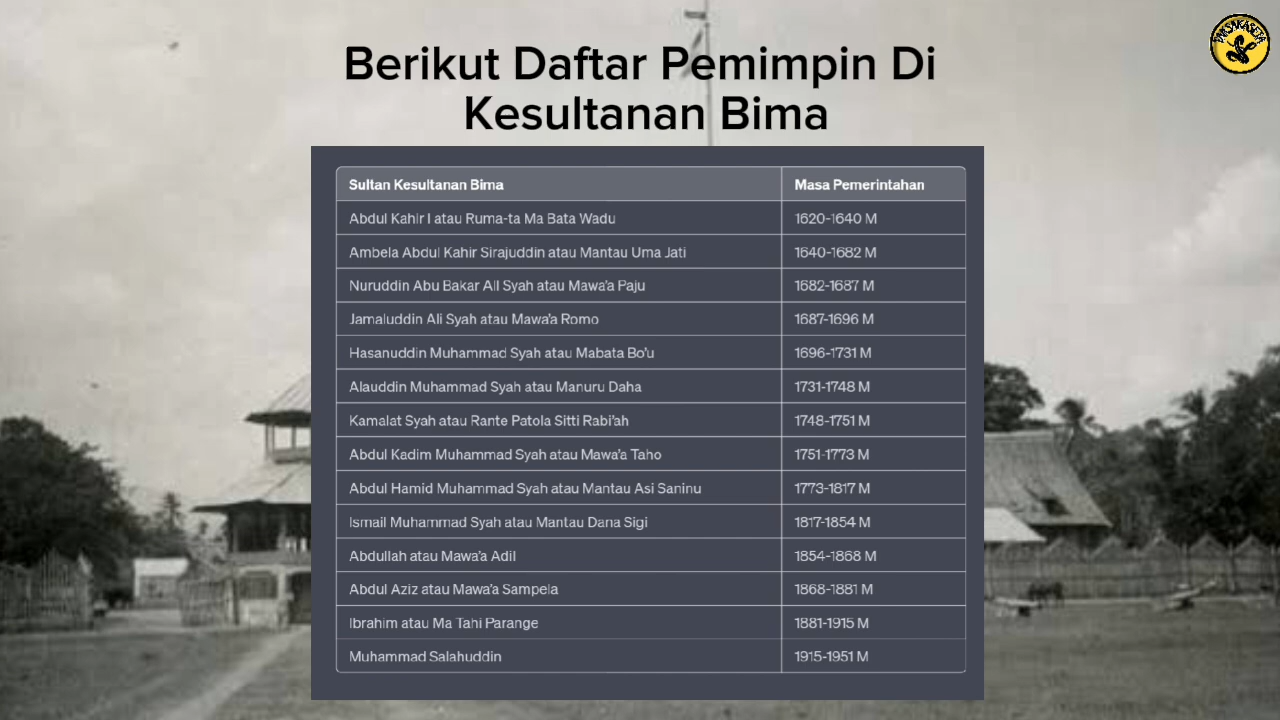 Berikut Daftar Pemimpin Di
Kesultanan Bima
Sultan Kesultanan Bima Masa Pemerintahan
Abdul Kahir I atau Ruma-ta Ma Bata Wadu 1620-1640 M
Ambela Abdul Kahir Sirajuddin atau Mantau Uma Jati 1640-1682 M
Nuruddin Abu Bakar All Syah atau Mawa'a Paju 1682-1687 M
Jamaluddin Ali Syah atau Mawa'a Romo 1687-1696 M
Hasanuddin Muhammad Syah atau Mabata Bo'u 1696-1731 M
Alauddin Muhammad Syah atau Manuru Daha 1731-1748 M
Kamalat Syah atau Rante Patola Sitti Rabi'ah 1748-1751 M
Abdul Kadim Muhammad Syah atau Mawa'a Taho 1751-1773 M
Abdul Hamid Muhammad Syah atau Mantau Asi Saninu 1773-1817 M
Ismail Muhammad Syah atau Mantau Dana Sigi 1817-1854 M
Abdullah atau Mawa'a Adil 1854-1868 M
Abdul Aziz atau Mawa'a Sampela 1868-1881 M
Ibrahim atau Ma Tahi Parange 1881-1915 M
Muhammad Salahuddin 1915-1951 M